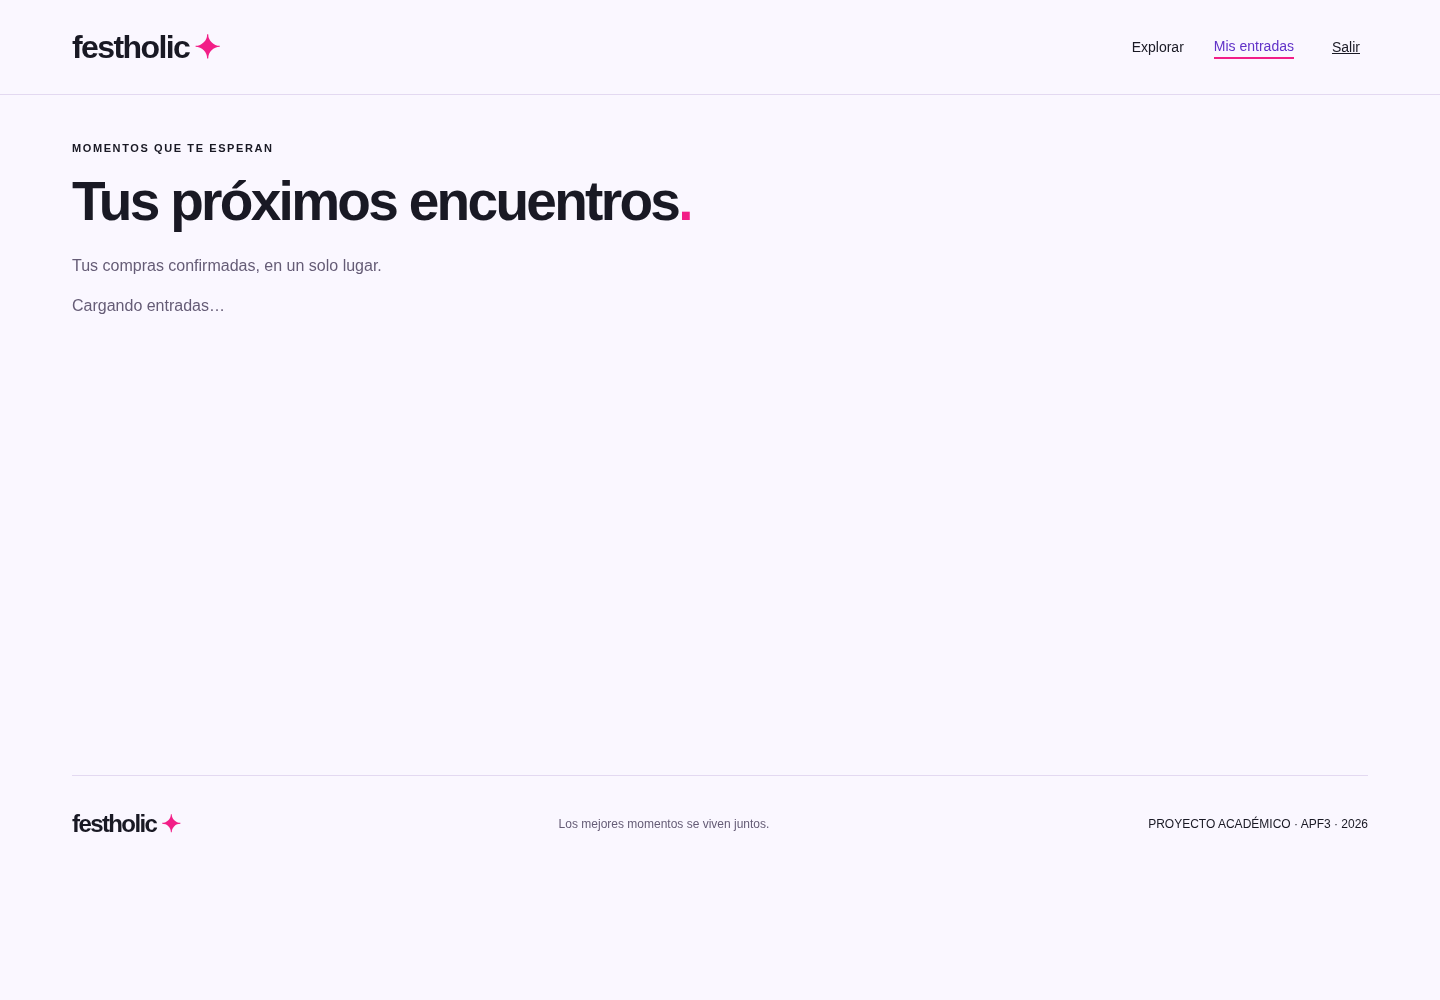 festholic ✦
Explorar
Mis entradas
Salir
MOMENTOS QUE TE ESPERAN
Tus próximos encuentros.
Tus compras confirmadas, en un solo lugar.
Cargando entradas…
festholic ✦
Los mejores momentos se viven juntos.
PROYECTO ACADÉMICO · APF3 · 2026